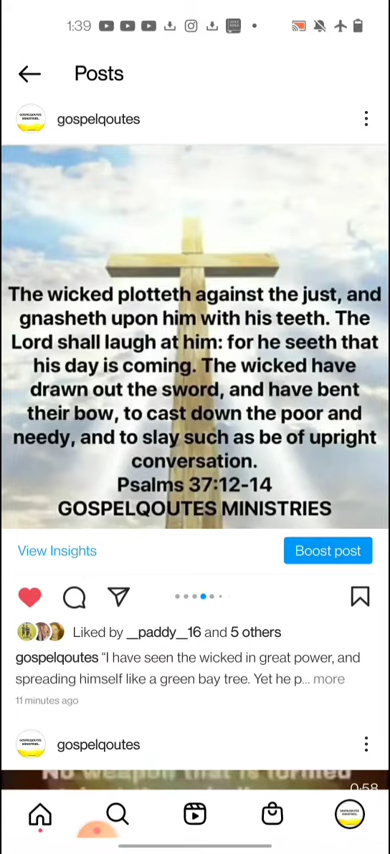 1:39
Posts
gospelqoutes
The wicked plotteth against the just, and
gnasheth upon him with his teeth. The
Lord shall laugh at him: for he seeth that
his day is coming. The wicked have
drawn out the sword, and have bent
their bow, to cast down the poor and
needy, and to slay such as be of upright
conversation.
Psalms 37:12-14
GOSPELQOUTES MINISTRIES
View Insights
Boost post
Liked by __paddy__16 and 5 others
gospelqoutes “I have seen the wicked in great power, and
spreading himself like a green bay tree. Yet he p... more
11 minutes ago
gospelqoutes
No weapon that is formed
0:58